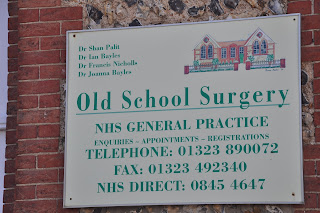 Dr Shan Palit
Dr Ian Bayles
Dr Francis Nicholls
Dr Joanna Bayles
Old School Surgery
NHS GENERAL PRACTICE
ENQUIRIES - APPOINTMENTS - REGISTRATIONS
TELEPHONE: 01323 890072
FAX: 01323 492340
NHS DIRECT: 0845 4647